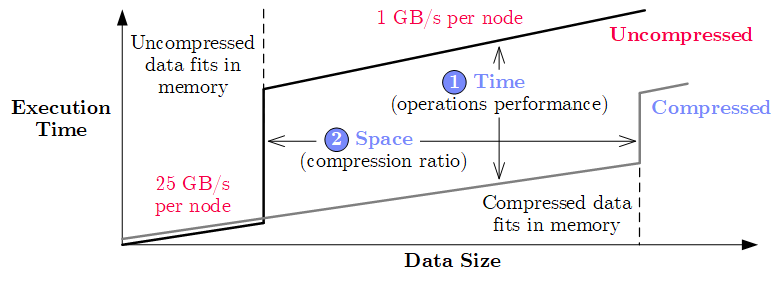 1 GB/s per node
Uncompressed
Uncompressed
data fits in
memory
1 Time
(operations performance)
Execution
Time
Compressed
2 Space
(compression ratio)
25 GB/s
per node
Compressed data
fits in memory
Data Size